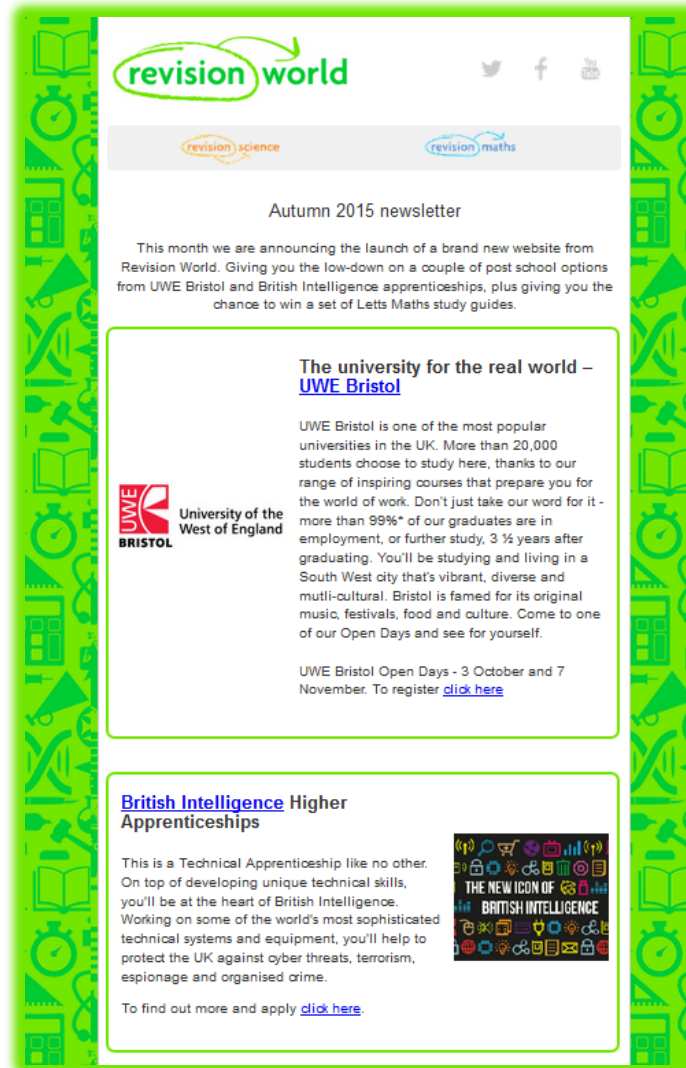 revision world
You Tube
revision science
revision maths
Autumn 2015 newsletter
This month we are announcing the launch of a brand new website from
Revision World. Giving you the low-down on a couple of post school options
from UWE Bristol and British Intelligence apprenticeships, plus giving you the
chance to win a set of Letts Maths study guides.
The university for the real world –
UWE Bristol
UWE Bristol is one of the most popular
universities in the UK. More than 20,000
students choose to study here, thanks to our
range of inspiring courses that prepare you for
the world of work. Don't just take our word for it -
more than 99%* of our graduates are in
employment, or further study, 3 ½ years after
graduating. You'll be studying and living in a
South West city that's vibrant, diverse and
mutli-cultural. Bristol is famed for its original
music, festivals, food and culture. Come to one
of our Open Days and see for yourself.
UWE Bristol Open Days - 3 October and 7
November. To register click here
UWE
BRISTOL
University of the
West of England
British Intelligence Higher
Apprenticeships
This is a Technical Apprenticeship like no other.
On top of developing unique technical skills,
you'll be at the heart of British Intelligence.
Working on some of the world's most sophisticated
technical systems and equipment, you'll help to
protect the UK against cyber threats, terrorism,
espionage and organised crime.
To find out more and apply click here.
THE NEW ICON OF
BRITISH INTELLIGENCE